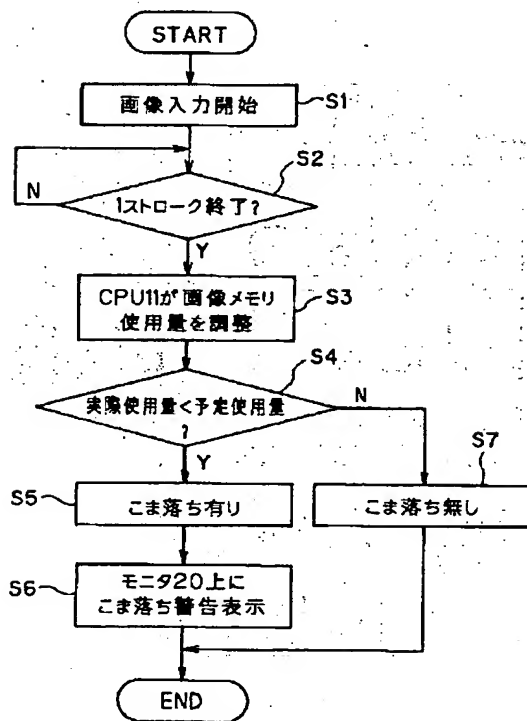 START
画像入力開始
S1
S2
N
1ストローク終了?
Y
CPU11が画像メモリ
使用量を調整
S3
S4
実際使用量<予定使用量
?
N
Y
S7
S5
こま落ち有り
こま落ち無し
S6
モニタ20上に
こま落ち警告表示
END